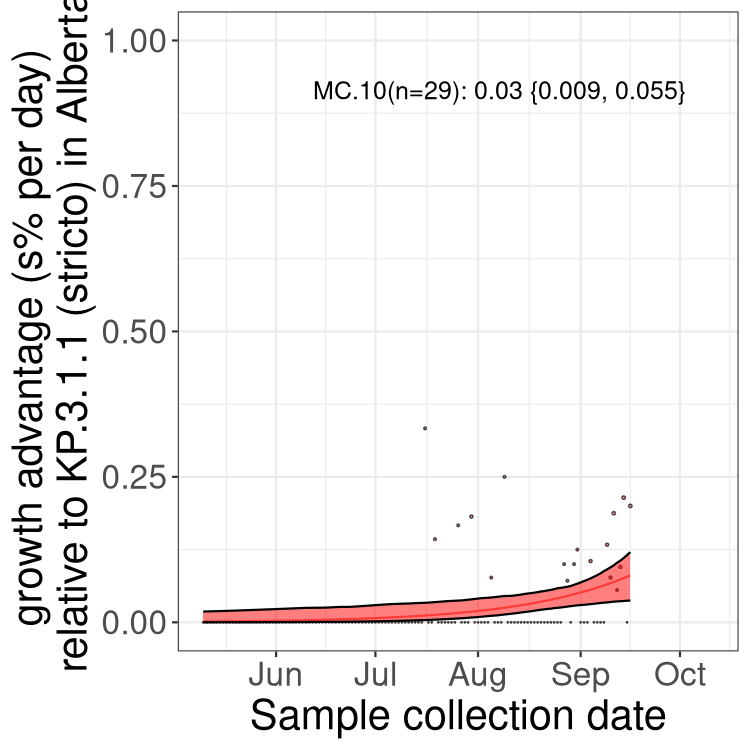 growth advantage (s% per day)
relative to KP.3.1.1 (stricto) in Alberta
1.00
0.75
0.50
0.25
0.00
MC.10(n=29): 0.03 {0.009, 0.055}
Jun Jul Aug Sep Oct
Sample collection date